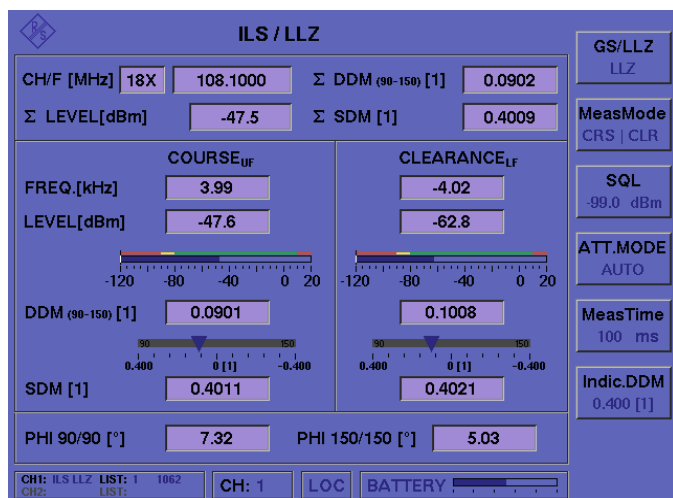 R S
ILS / LLZ
CH/F [MHz] 18X 108.1000 Σ DDM (90-150) [1] 0.0902
Σ LEVEL[dBm] -47.5 Σ SDM [1] 0.4009
COURSE UF CLEARANCE LF
FREQ.[kHz] 3.99 -4.02
LEVEL[dBm] -47.6 -62.8
-120 -80 -40 0 20 -120 -80 -40 0 20
DDM (90-150) [1] 0.0901 0.1008
90 150 90 150
0.400 0 [1] -0.400 0.400 0 [1] -0.400
SDM [1] 0.4011 0.4021
PHI 90/90 [°] 7.32 PHI 150/150 [°] 5.03
CH1: ILS LLZ LIST: 1 1062
CH2: LIST:
CH: 1 LOC BATTERY
GS/LLZ
LLZ
MeasMode
CRS | CLR
SQL
-99.0 dBm
ATT.MODE
AUTO
MeasTime
100 ms
Indic.DDM
0.400 [1]